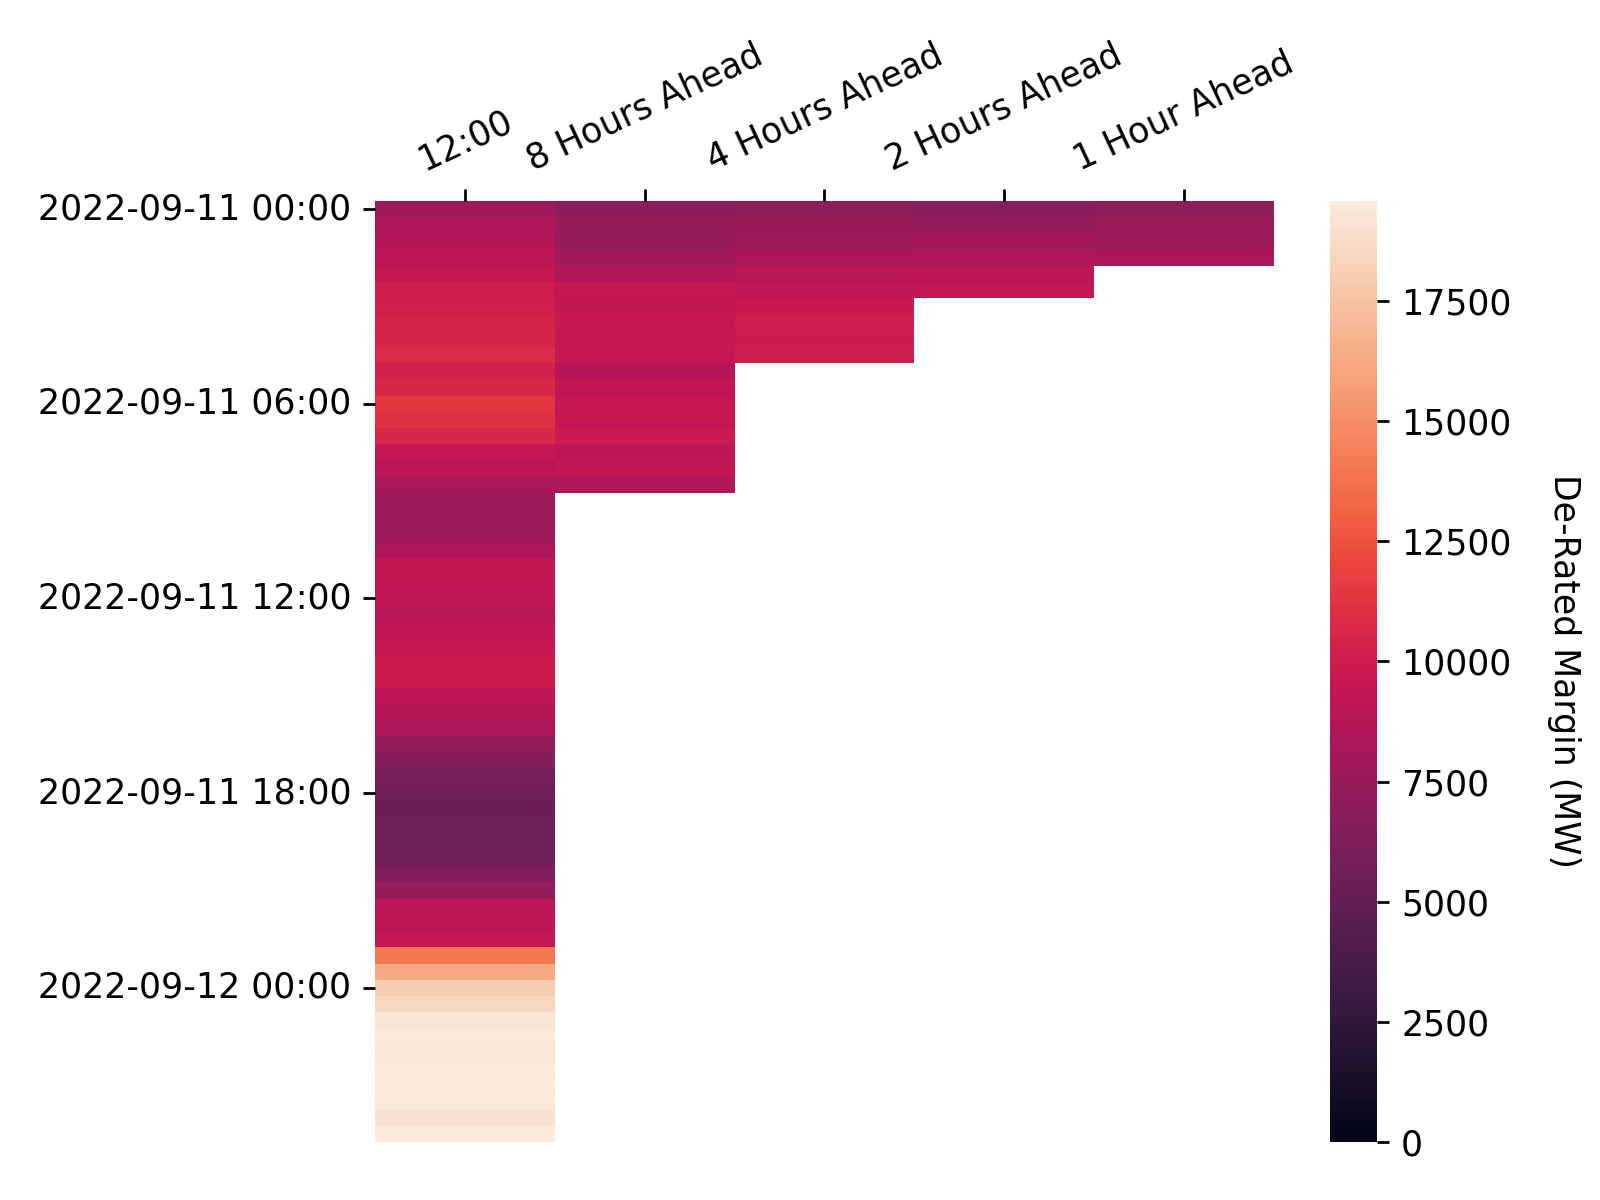 12:00
8 Hours Ahead
4 Hours Ahead
2 Hours Ahead
1 Hour Ahead
2022-09-11 00:00
2022-09-11 06:00
2022-09-11 12:00
2022-09-11 18:00
2022-09-12 00:00
17500
15000
12500
10000
7500
5000
2500
0
De-Rated Margin (MW)